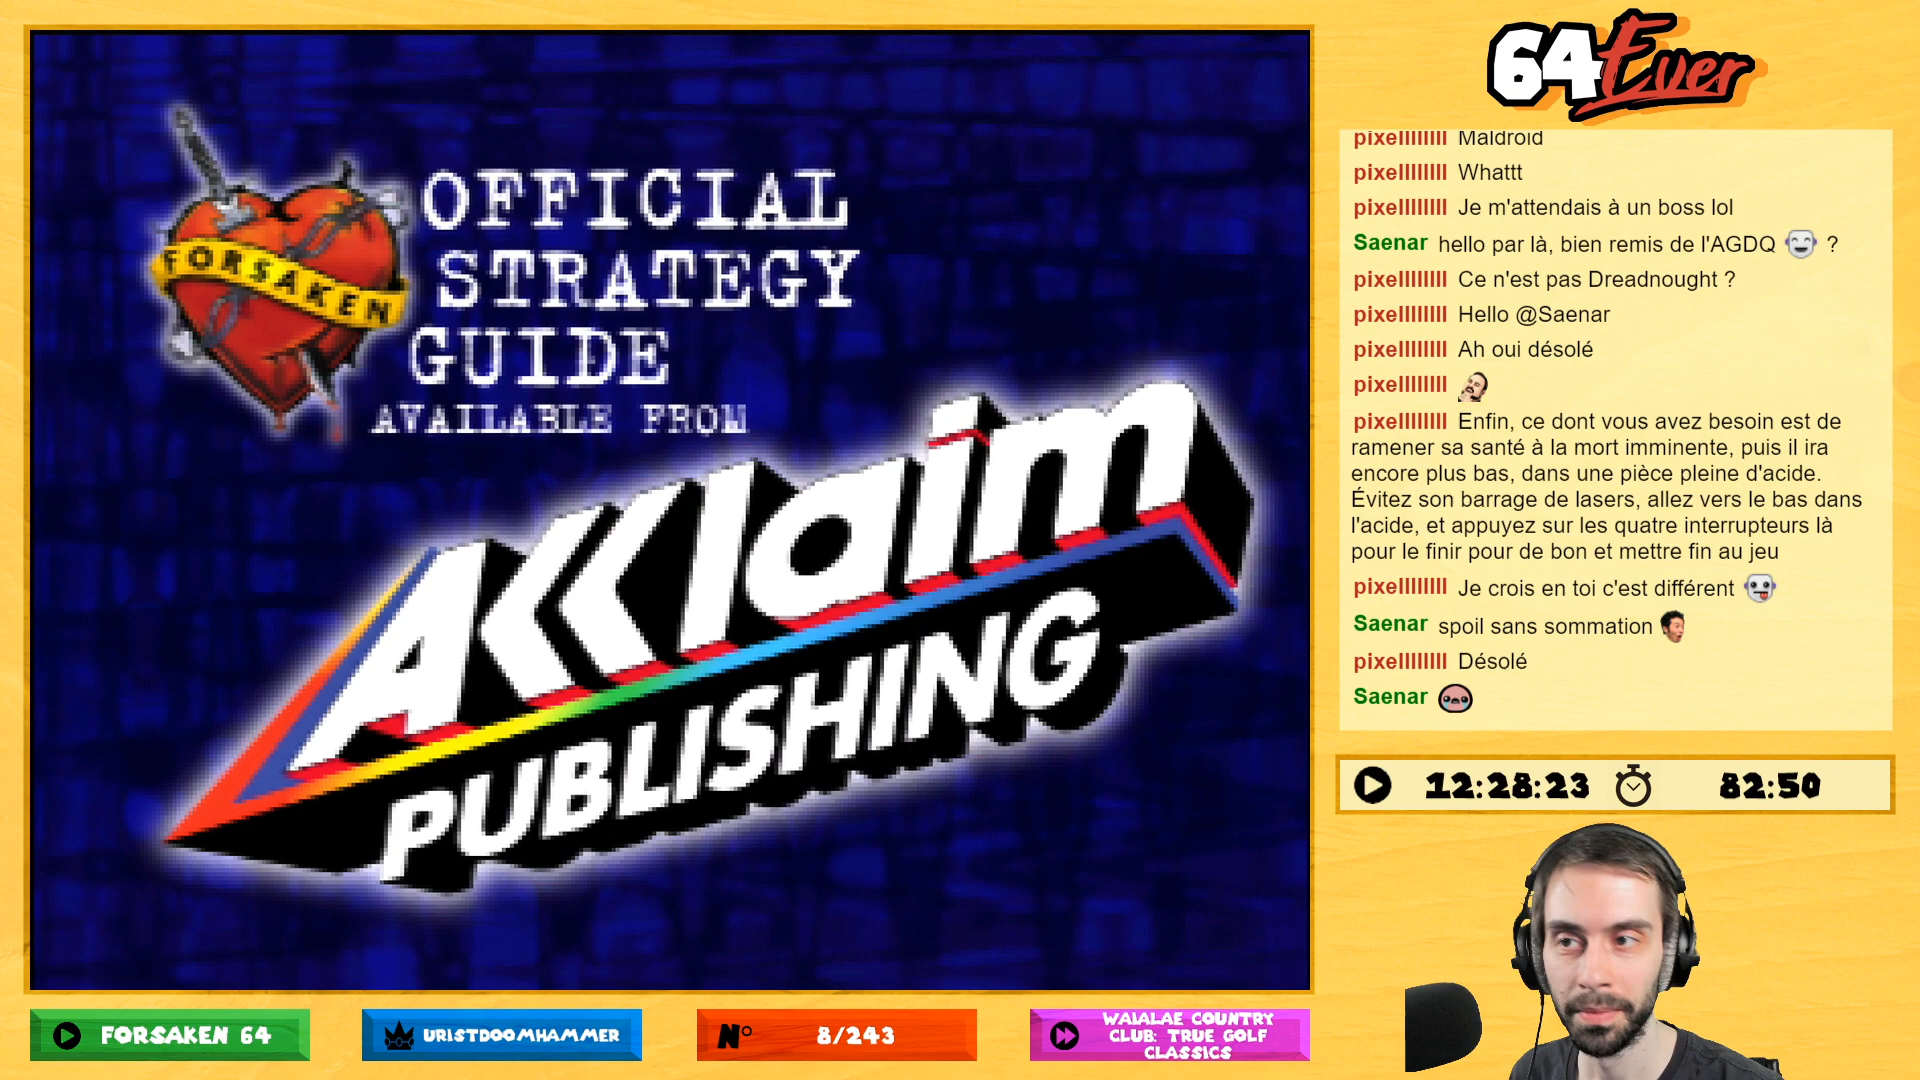 OFFICIAL
STRATEGY
GUIDE
AVAILABLE FROM
FORSAKEN
AKKlaim
PUBLISHING
64Ever
pixellllllll Maldroid
pixellllllll Whattt
pixellllllll Je m'attendais à un boss lol
Saenar hello par là, bien remis de l'AGDQ ?
pixellllllll Ce n'est pas Dreadnought ?
pixellllllll Hello @Saenar
pixellllllll Ah oui désolé
pixellllllll
pixellllllll Enfin, ce dont vous avez besoin est de
ramener sa santé à la mort imminente, puis il ira
encore plus bas, dans une pièce pleine d'acide.
Évitez son barrage de lasers, allez vers le bas dans
l'acide, et appuyez sur les quatre interrupteurs là
pour le finir pour de bon et mettre fin au jeu
pixellllllll Je crois en toi c'est différent
Saenar spoil sans sommation
pixellllllll Désolé
Saenar
12:28:23 82:50
FORSAKEN 64
URISTDOOMHAMMER
N° 8/243
WAIALAE COUNTRY
CLUB: TRUE GOLF
CLASSICS